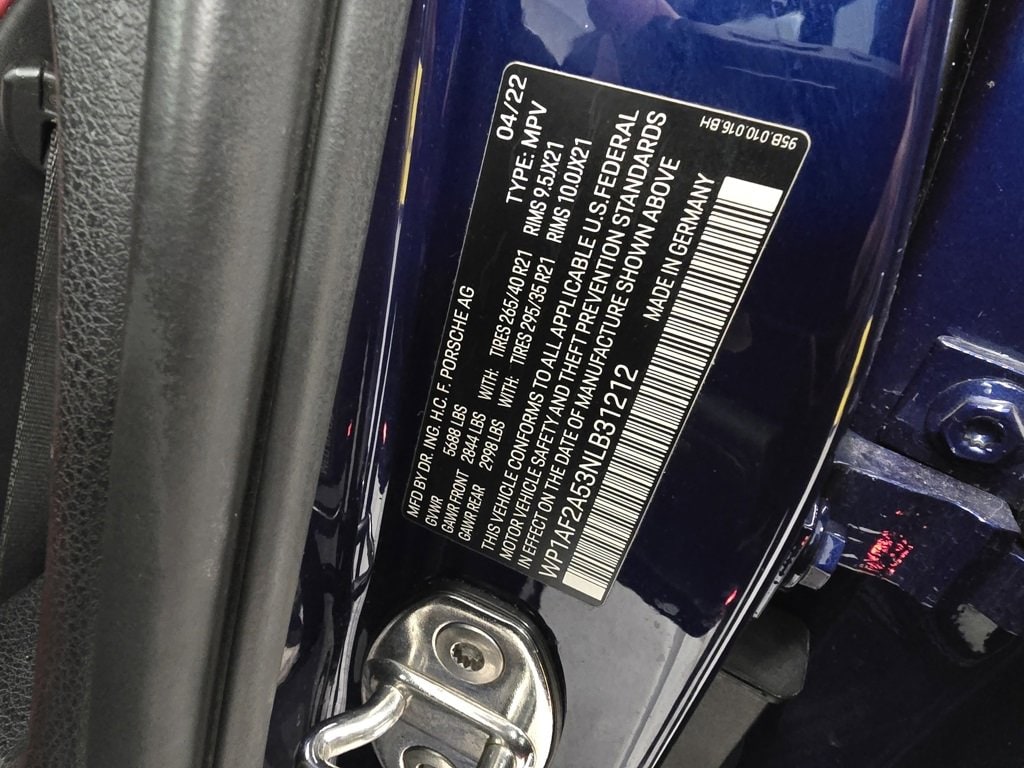 MFD BY DR. ING. H.C. F. PORSCHE AG 04/22
GVWR 5688 LBS TYPE: MPV
GAWR FRONT 2844 LBS WITH: TIRES 265/40 R21 RIMS 9.5JX21
GAWR REAR 2998 LBS WITH: TIRES 295/35 R21 RIMS 10.0JX21
THIS VEHICLE CONFORMS TO ALL APPLICABLE U.S. FEDERAL
MOTOR VEHICLE SAFETY AND THEFT PREVENTION STANDARDS
IN EFFECT ON THE DATE OF MANUFACTURE SHOWN ABOVE
WP1AF2A53NLB31212 MADE IN GERMANY
95B.010.016.BH